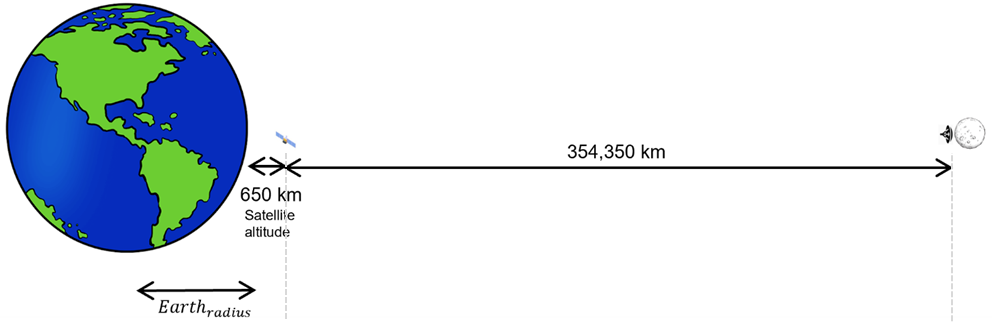 354,350 km
650 km
Satellite
altitude
Earth_radius